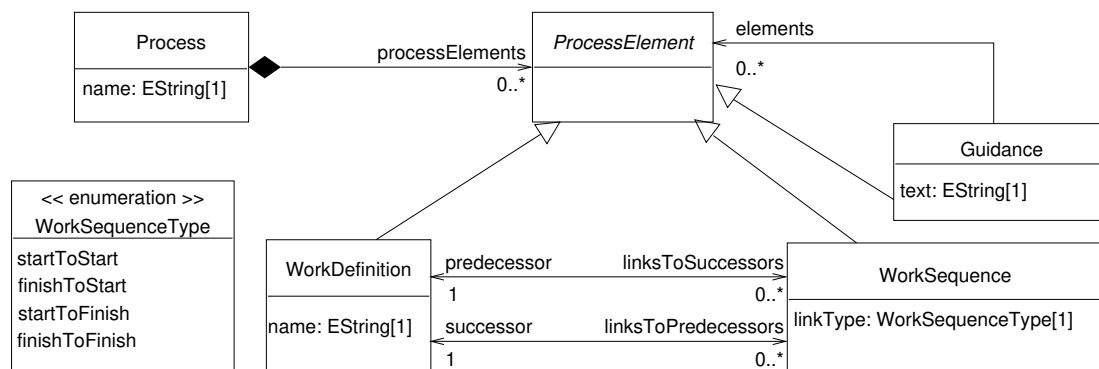 Process
name: EString[1]
processElements
0..*
ProcessElement
elements
0..*
Guidance
text: EString[1]
<< enumeration >>
WorkSequenceType
startToStart
finishToStart
startToFinish
finishToFinish
WorkDefinition
name: EString[1]
predecessor
1
linksToSuccessors
0..*
successor
1
linksToPredecessors
0..*
WorkSequence
linkType: WorkSequenceType[1]